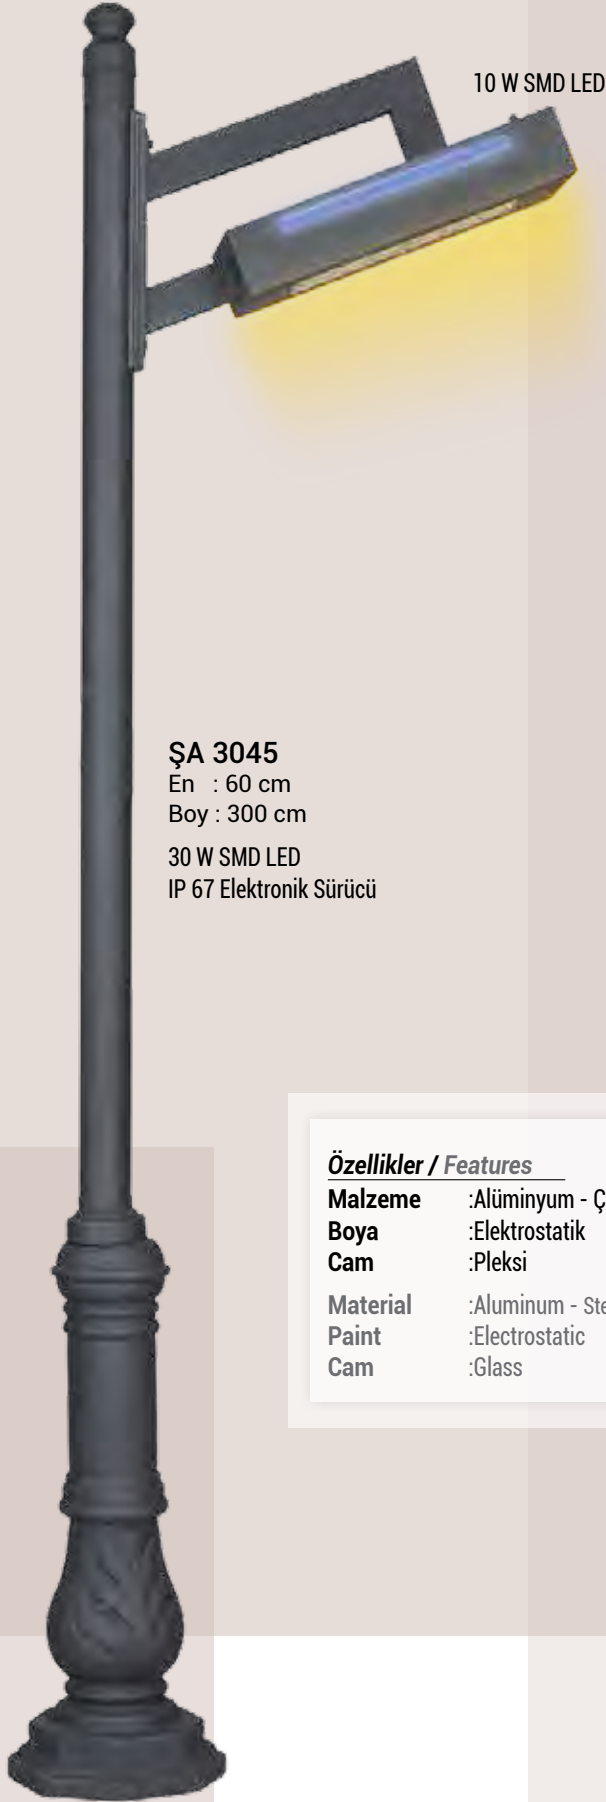 10 W SMD LED
ŞA 3045
En : 60 cm
Boy : 300 cm
30 W SMD LED
IP 67 Elektronik Sürücü
Özellikler / Features
Malzeme :Alüminyum - Ç
Boya :Elektrostatik
Cam :Pleksi
Material :Aluminum - Ste
Paint :Electrostatic
Cam :Glass